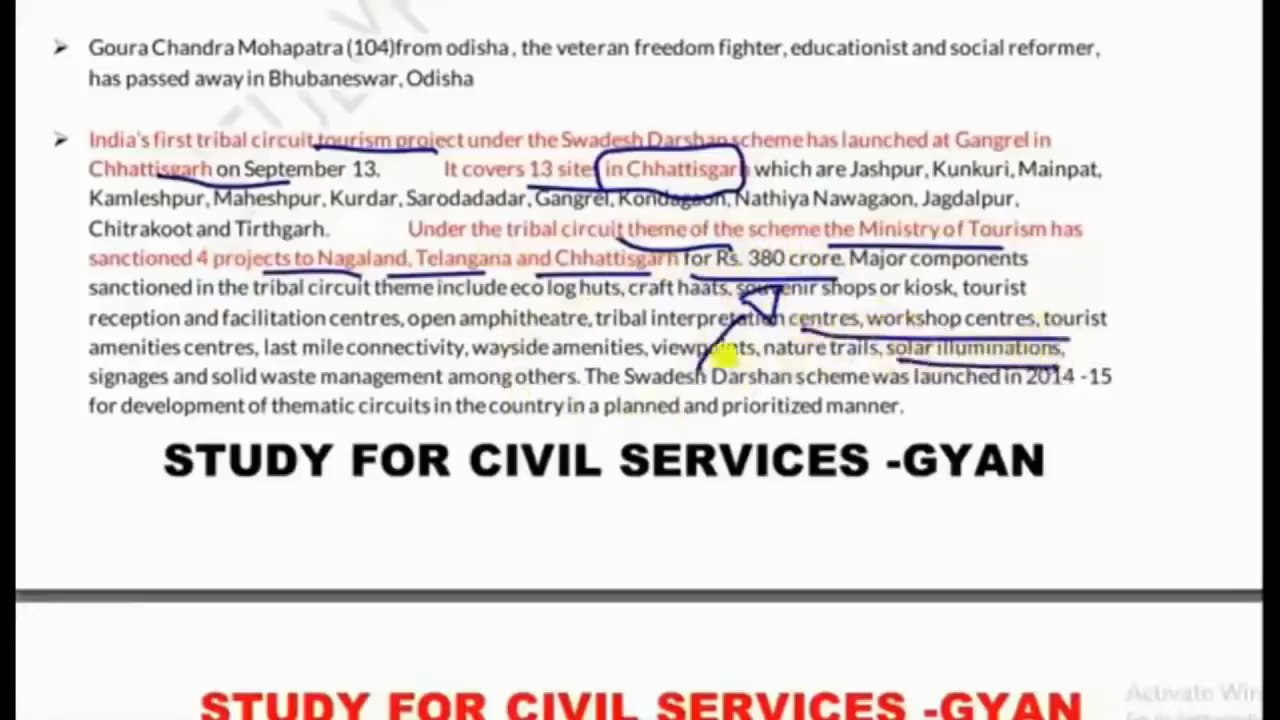 ➤ Goura Chandra Mohapatra (104)from odisha, the veteran freedom fighter, educationist and social reformer,
has passed away in Bhubaneswar, Odisha
➤ India's first tribal circuit tourism project under the Swadesh Darshan scheme has launched at Gangrel in
Chhattisgarh on September 13. It covers 13 sites in Chhattisgar which are Jashpur, Kunkuri, Mainpat,
Kamleshpur, Maheshpur, Kurdar, Sarodadadar, Gangrel, Kondagaon, Nathiya Nawagaon, Jagdalpur,
Chitrakoot and Tirthgarh. Under the tribal circuit theme of the scheme the Ministry of Tourism has
sanctioned 4 projects to Nagaland, Telangana and Chhattisgarh for Rs. 380 crore. Major components
sanctioned in the tribal circuit theme include eco log huts, craft haats, souvenir shops or kiosk, tourist
reception and facilitation centres, open amphitheatre, tribal interpretation centres, workshop centres, tourist
amenities centres, last mile connectivity, wayside amenities, viewpoints, nature trails, solar illuminations,
signages and solid waste management among others. The Swadesh Darshan scheme was launched in 2014 -15
for development of thematic circuits in the country in a planned and prioritized manner.
STUDY FOR CIVIL SERVICES -GYAN
STUDY FOR CIVIL SERVICES -GYAN
Activate Win